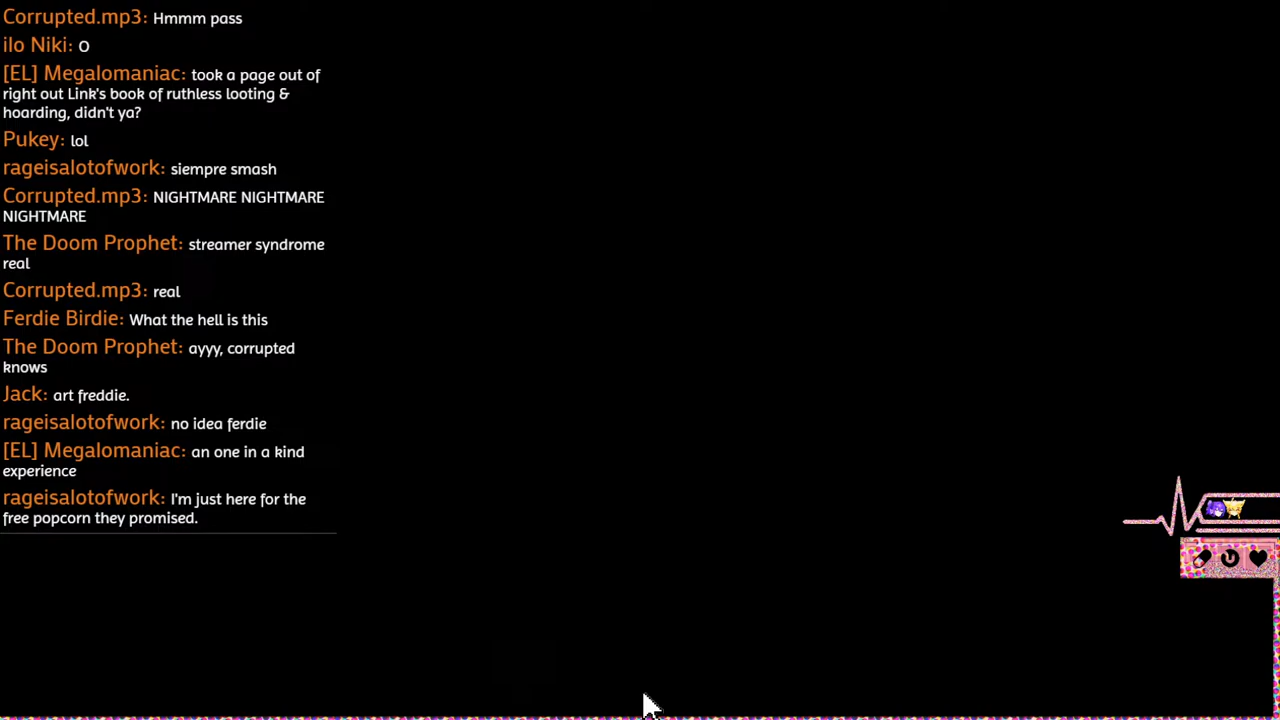 Corrupted.mp3: Hmmm pass
ilo Niki: O
[EL] Megalomaniac: took a page out of
right out Link's book of ruthless looting &
hoarding, didn't ya?
Pukey: lol
rageisalotofwork: siempre smash
Corrupted.mp3: NIGHTMARE NIGHTMARE
NIGHTMARE
The Doom Prophet: streamer syndrome
real
Corrupted.mp3: real
Ferdie Birdie: What the hell is this
The Doom Prophet: ayyy, corrupted
knows
Jack: art freddie.
rageisalotofwork: no idea ferdie
[EL] Megalomaniac: an one in a kind
experience
rageisalotofwork: I'm just here for the
free popcorn they promised.